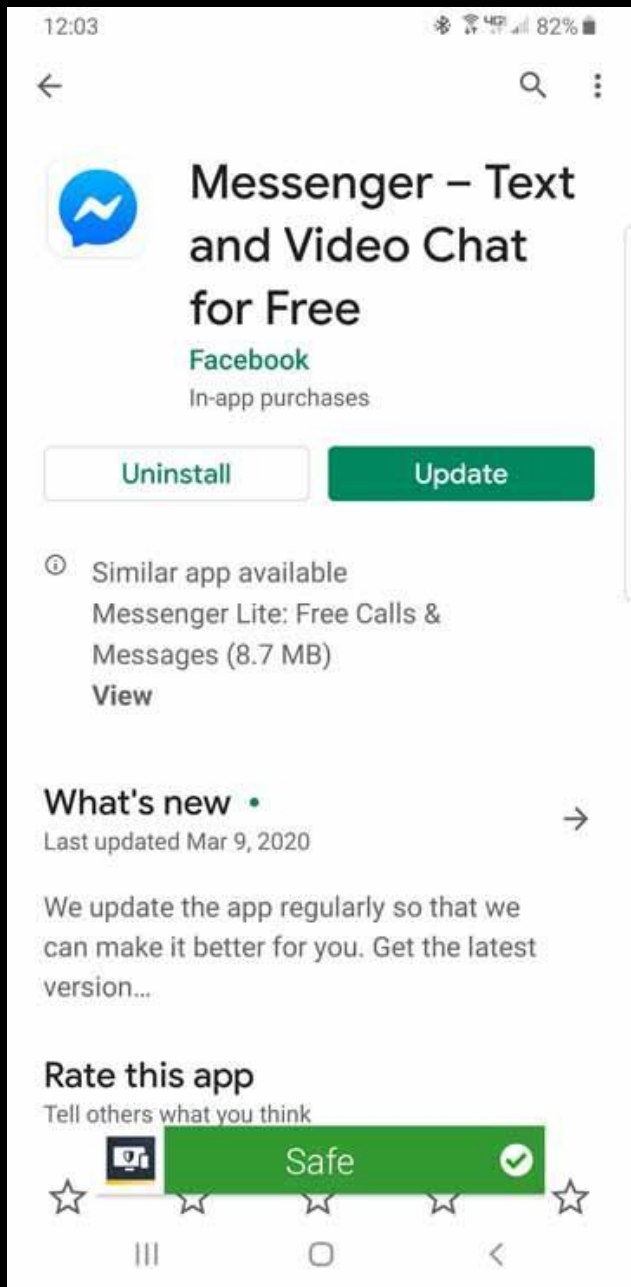 12:03 82%
Messenger – Text
and Video Chat
for Free
Facebook
In-app purchases
Uninstall Update
Similar app available
Messenger Lite: Free Calls &
Messages (8.7 MB)
View
What's new •
Last updated Mar 9, 2020
We update the app regularly so that we
can make it better for you. Get the latest
version...
Rate this app
Tell others what you think
Safe